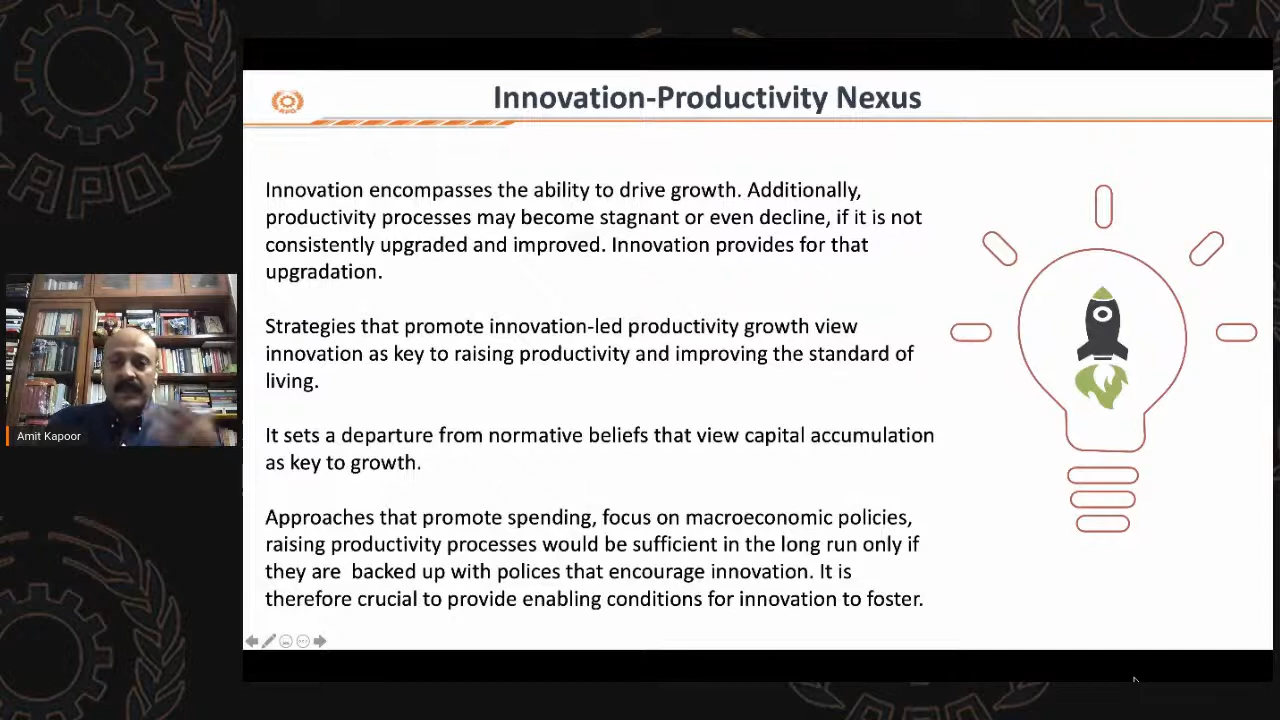 Innovation-Productivity Nexus
APO
Innovation encompasses the ability to drive growth. Additionally,
productivity processes may become stagnant or even decline, if it is not
consistently upgraded and improved. Innovation provides for that
upgradation.
Strategies that promote innovation-led productivity growth view
innovation as key to raising productivity and improving the standard of
living.
It sets a departure from normative beliefs that view capital accumulation
as key to growth.
Approaches that promote spending, focus on macroeconomic policies,
raising productivity processes would be sufficient in the long run only if
they are  backed up with polices that encourage innovation. It is
therefore crucial to provide enabling conditions for innovation to foster.
Amit Kapoor
APO